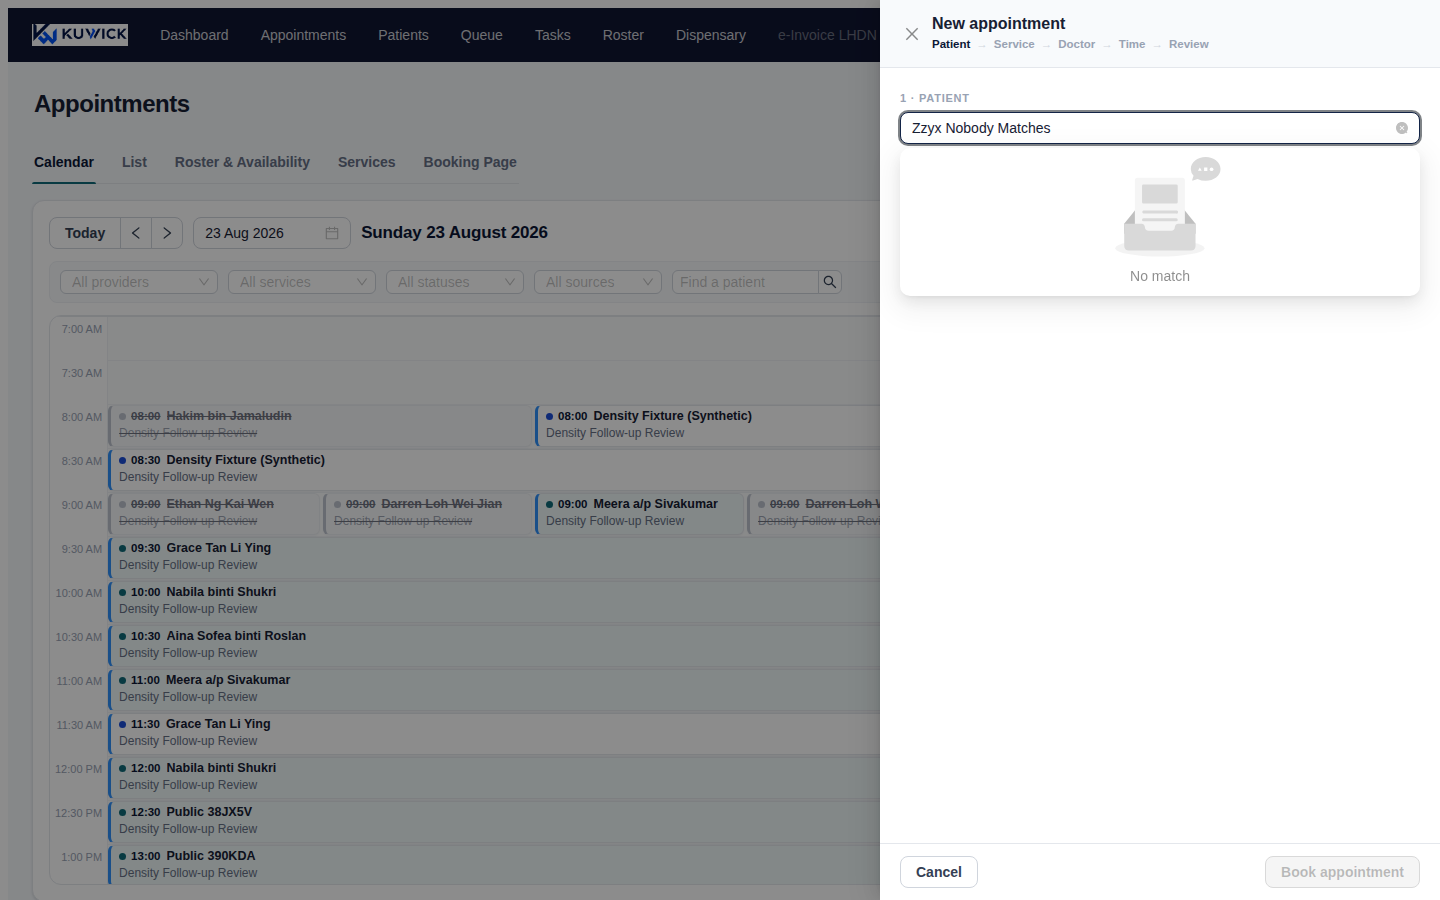 KUWICK
Dashboard Appointments Patients Queue Tasks Roster Dispensary e-Invoice LHDN
Appointments
Calendar List Roster & Availability Services Booking Page
Today 23 Aug 2026 Sunday 23 August 2026
All providers All services All statuses All sources Find a patient
7:00 AM
7:30 AM
8:00 AM
08:00 Hakim bin Jamaludin
Density Follow-up Review
08:00 Density Fixture (Synthetic)
Density Follow-up Review
8:30 AM
08:30 Density Fixture (Synthetic)
Density Follow-up Review
9:00 AM
09:00 Ethan Ng Kai Wen
Density Follow-up Review
09:00 Darren Loh Wei Jian
Density Follow-up Review
09:00 Meera a/p Sivakumar
Density Follow-up Review
09:00 Darren Loh
Density Follow-up
9:30 AM
09:30 Grace Tan Li Ying
Density Follow-up Review
10:00 AM
10:00 Nabila binti Shukri
Density Follow-up Review
10:30 AM
10:30 Aina Sofea binti Roslan
Density Follow-up Review
11:00 AM
11:00 Meera a/p Sivakumar
Density Follow-up Review
11:30 AM
11:30 Grace Tan Li Ying
Density Follow-up Review
12:00 PM
12:00 Nabila binti Shukri
Density Follow-up Review
12:30 PM
12:30 Public 38JX5V
Density Follow-up Review
1:00 PM
13:00 Public 390KDA
Density Follow-up Review
New appointment
Patient → Service → Doctor → Time → Review
1 · PATIENT
Zzyx Nobody Matches
No match
Cancel
Book appointment